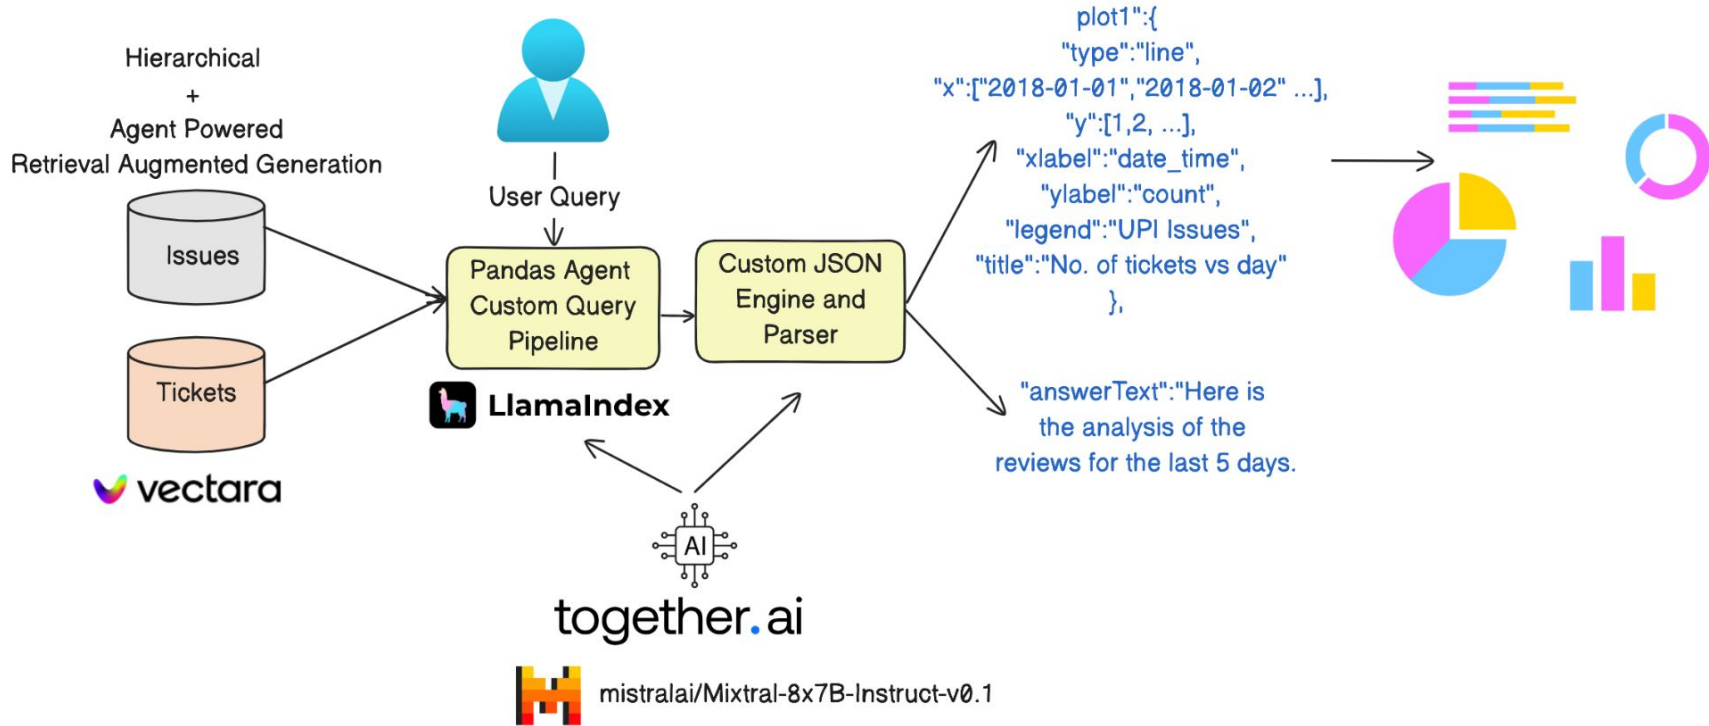 Hierarchical
+
Agent Powered
Retrieval Augmented Generation
Issues
Tickets
vectara
User Query
Pandas Agent
Custom Query
Pipeline
LlamaIndex
Custom JSON
Engine and
Parser
AI
together.ai
mistralai/Mixtral-8x7B-Instruct-v0.1
plot1":{
"type":"line",
"x":["2018-01-01","2018-01-02" ...],
"y":[1,2, ...],
"xlabel":"date_time",
"ylabel":"count",
"legend":"UPI Issues",
"title":"No. of tickets vs day"
},
"answerText":"Here is
the analysis of the
reviews for the last 5 days.